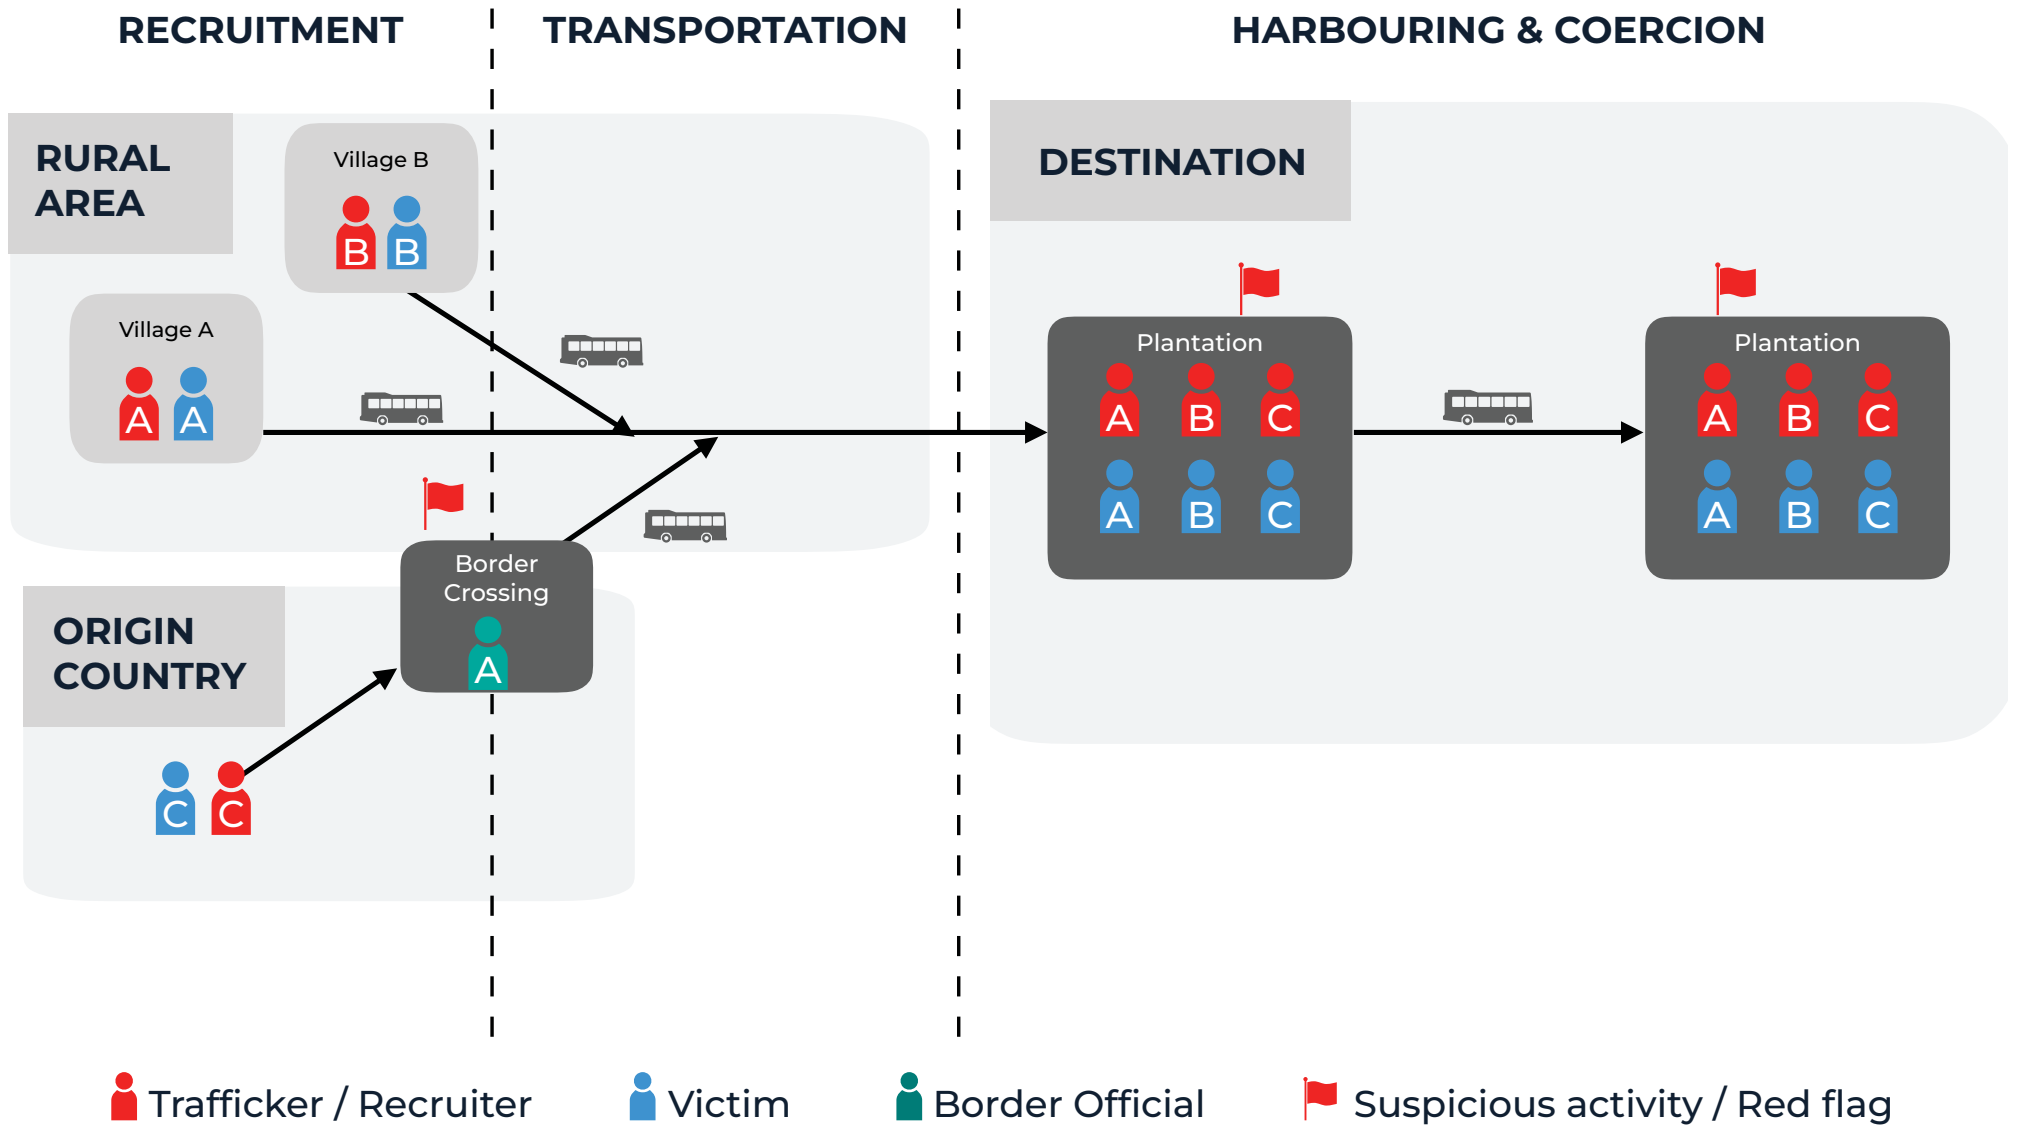 RECRUITMENT
TRANSPORTATION
HARBOURING & COERCION
RURAL
AREA
Village B
B B
Village A
A A
DESTINATION
Plantation
A B C
A B C
Plantation
A B C
A B C
Border
Crossing
A
ORIGIN
COUNTRY
C C
Trafficker / Recruiter
Victim
Border Official
Suspicious activity / Red flag